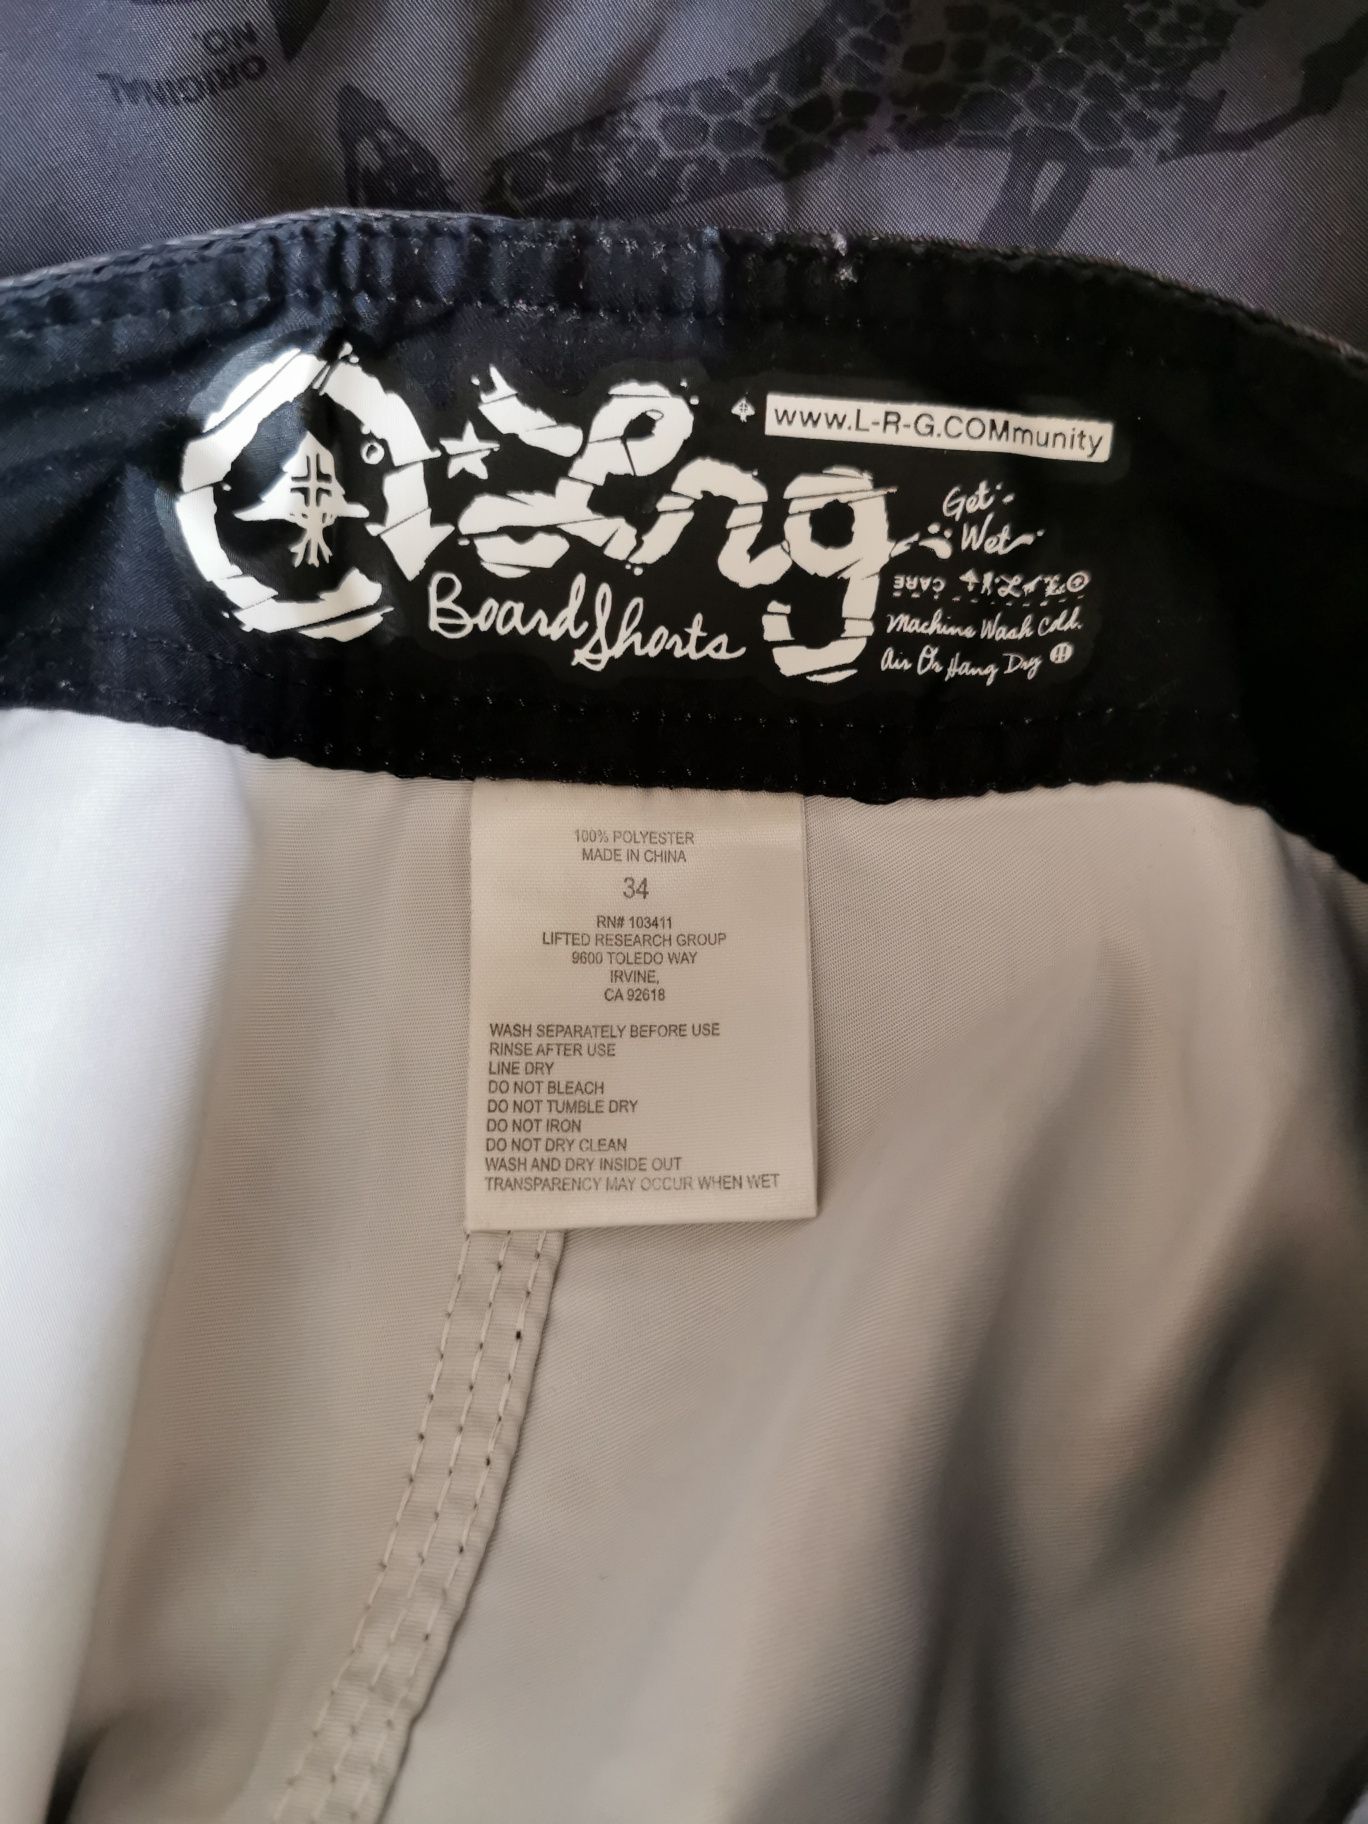 NO
ORIGINAL
Lrg
www.L-R-G.COMmunity
Get
Wet
BoardShorts
CARE
Machine Wash Cold.
Air Or Hang Dry
100% POLYESTER
MADE IN CHINA
34
RN# 103411
LIFTED RESEARCH GROUP
9600 TOLEDO WAY
IRVINE,
CA 92618
WASH SEPARATELY BEFORE USE
RINSE AFTER USE
LINE DRY
DO NOT BLEACH
DO NOT TUMBLE DRY
DO NOT IRON
DO NOT DRY CLEAN
WASH AND DRY INSIDE OUT
TRANSPARENCY MAY OCCUR WHEN WET